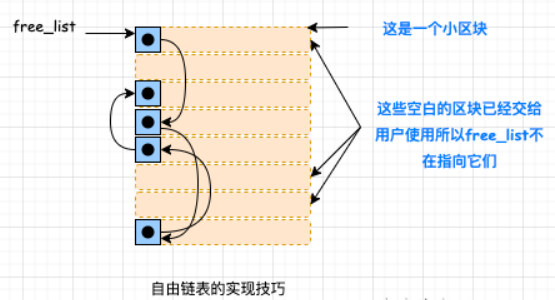 free_list
这是一个小区块
这些空白的区块已经交给
用户使用所以free_list不
在指向它们
自由链表的实现技巧